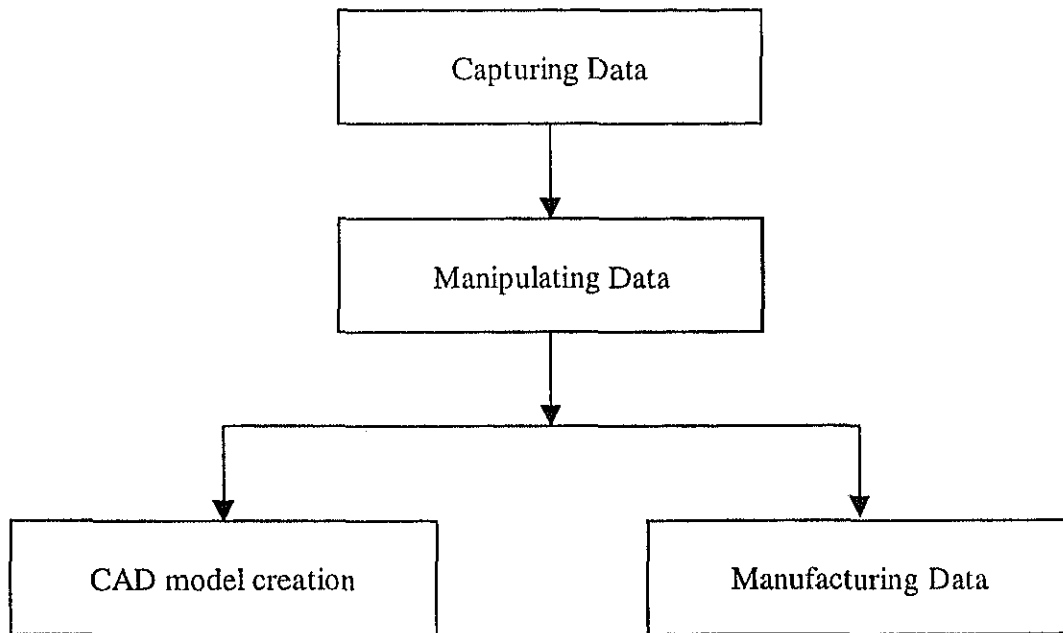 Capturing Data
Manipulating Data
CAD model creation
Manufacturing Data